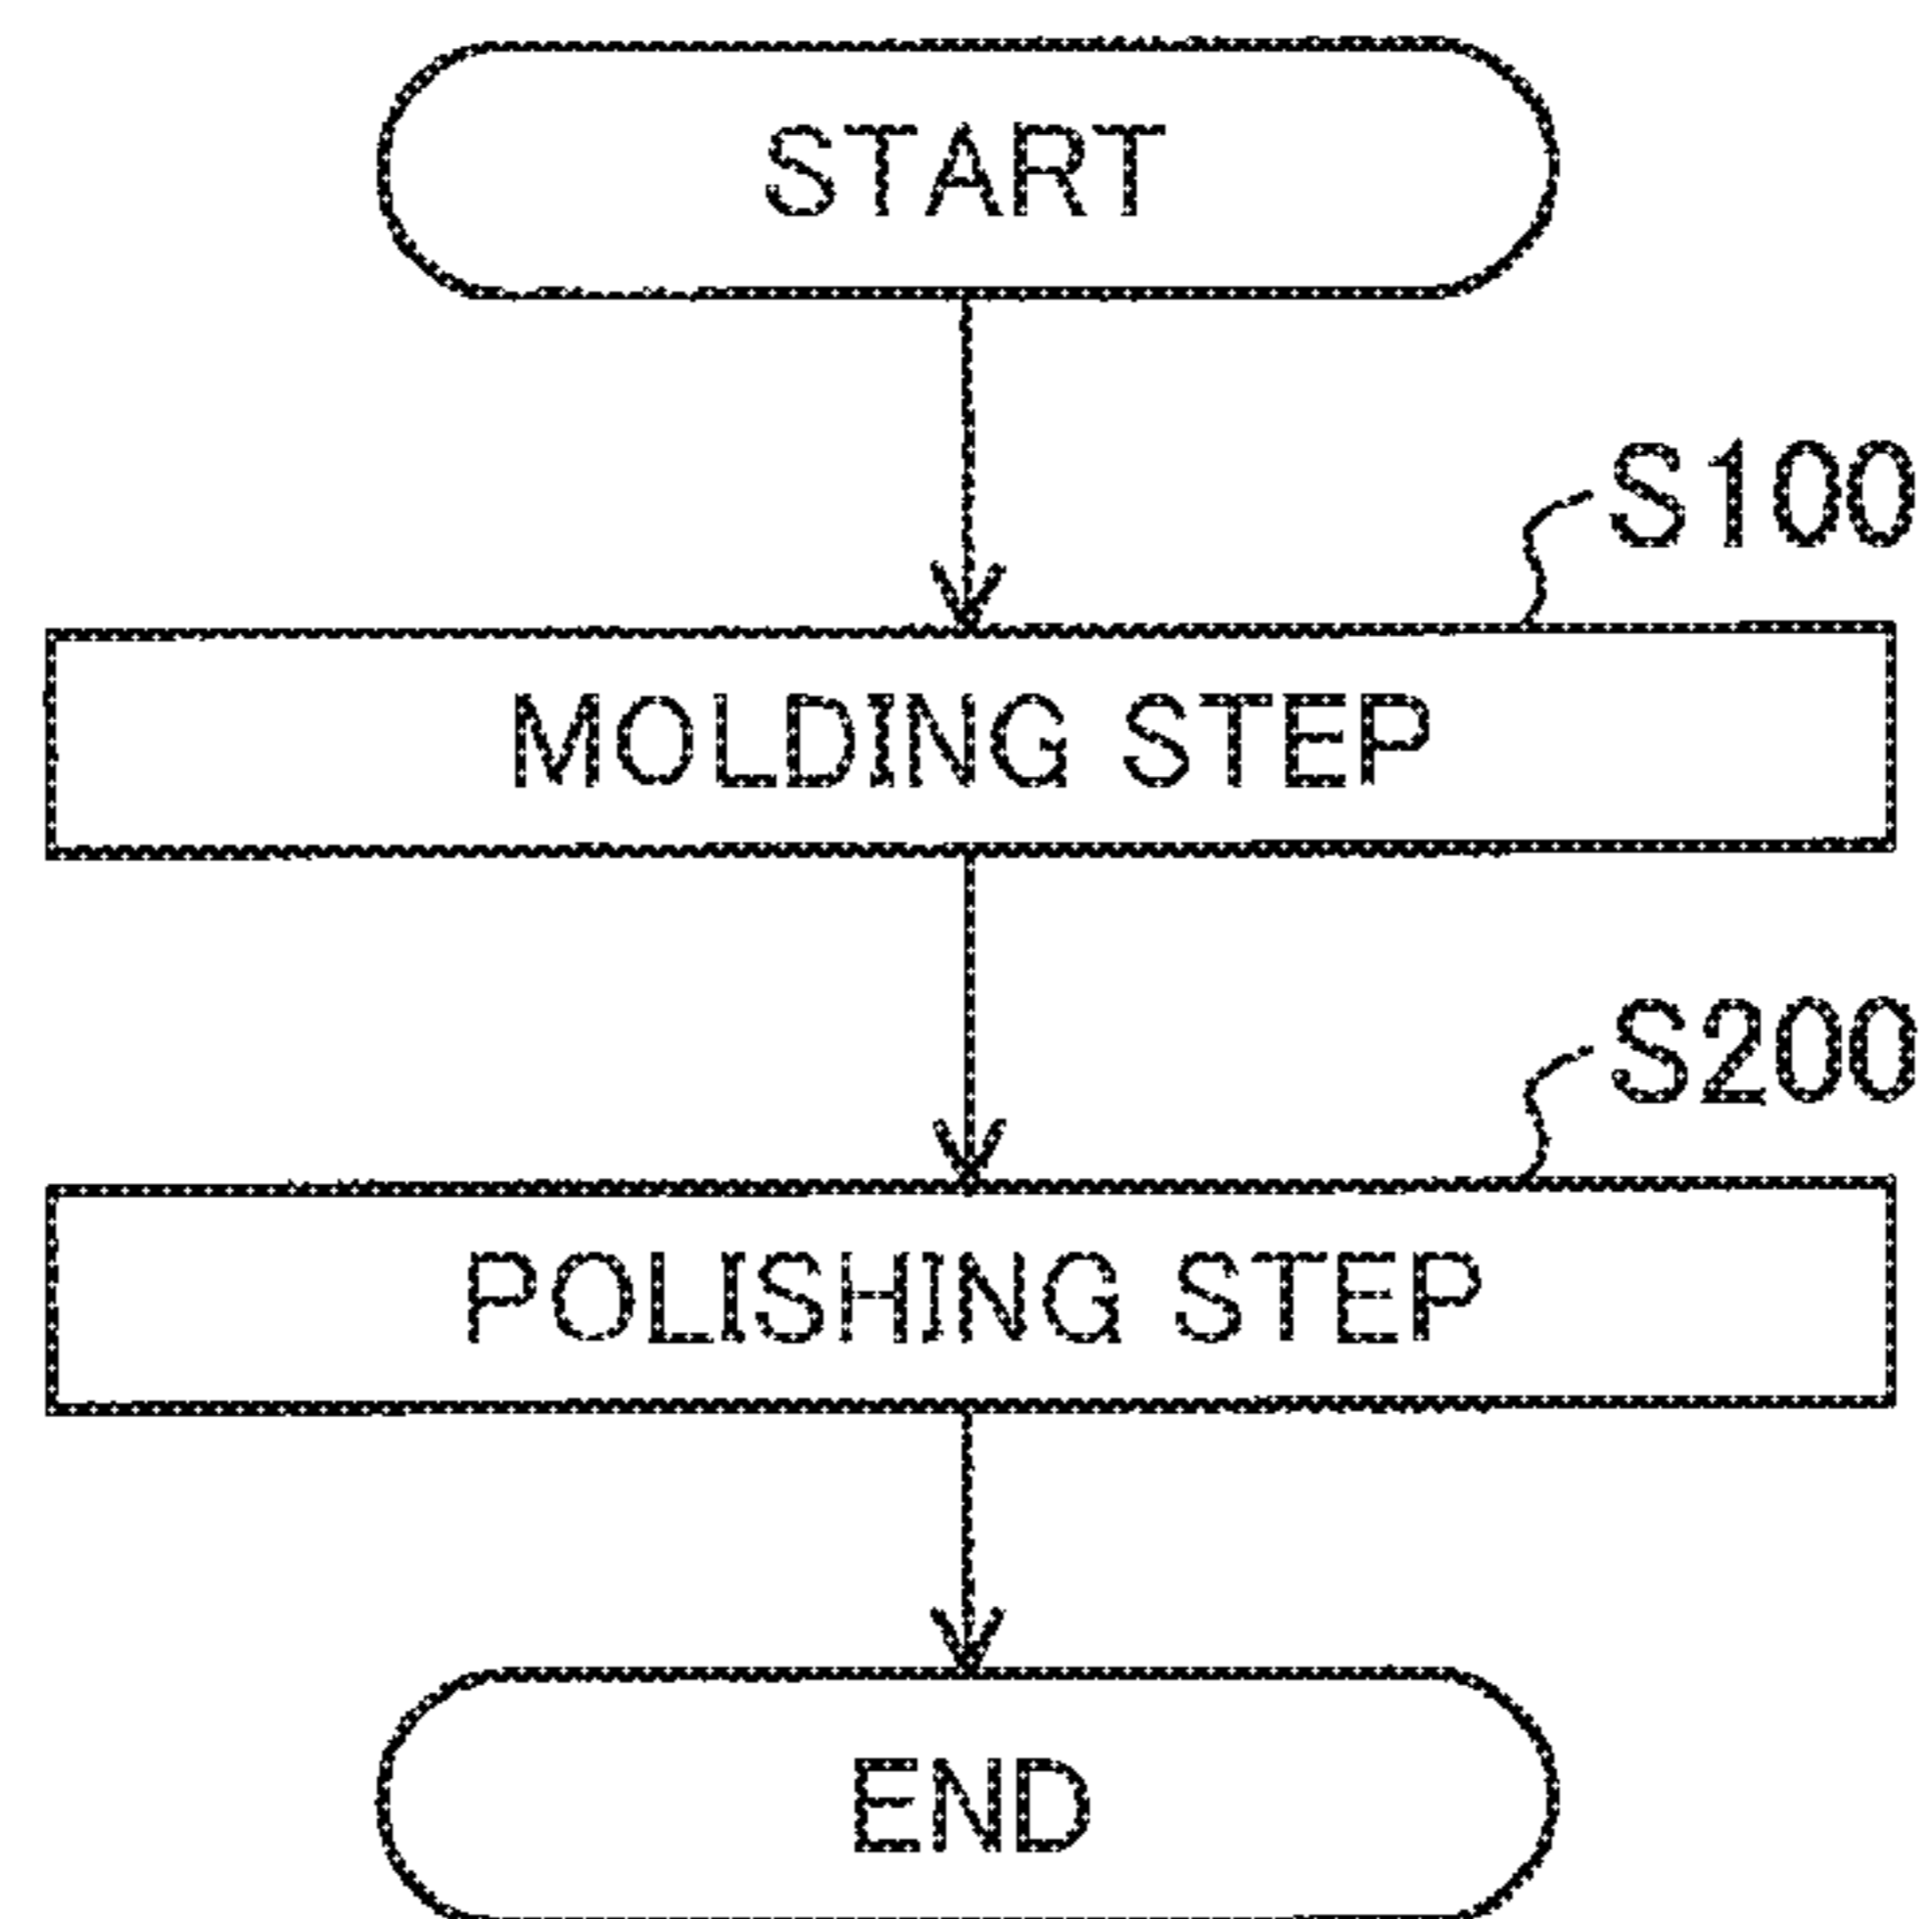 START
S100
MOLDING STEP
S200
POLISHING STEP
END